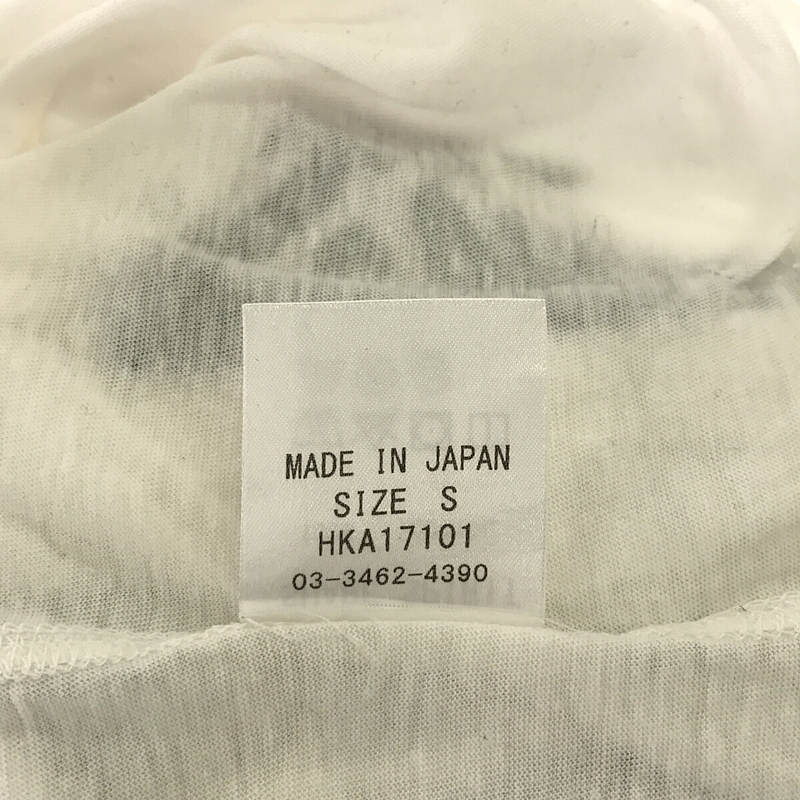 MADE IN JAPAN
SIZE S
HKA17101
03-3462-4390